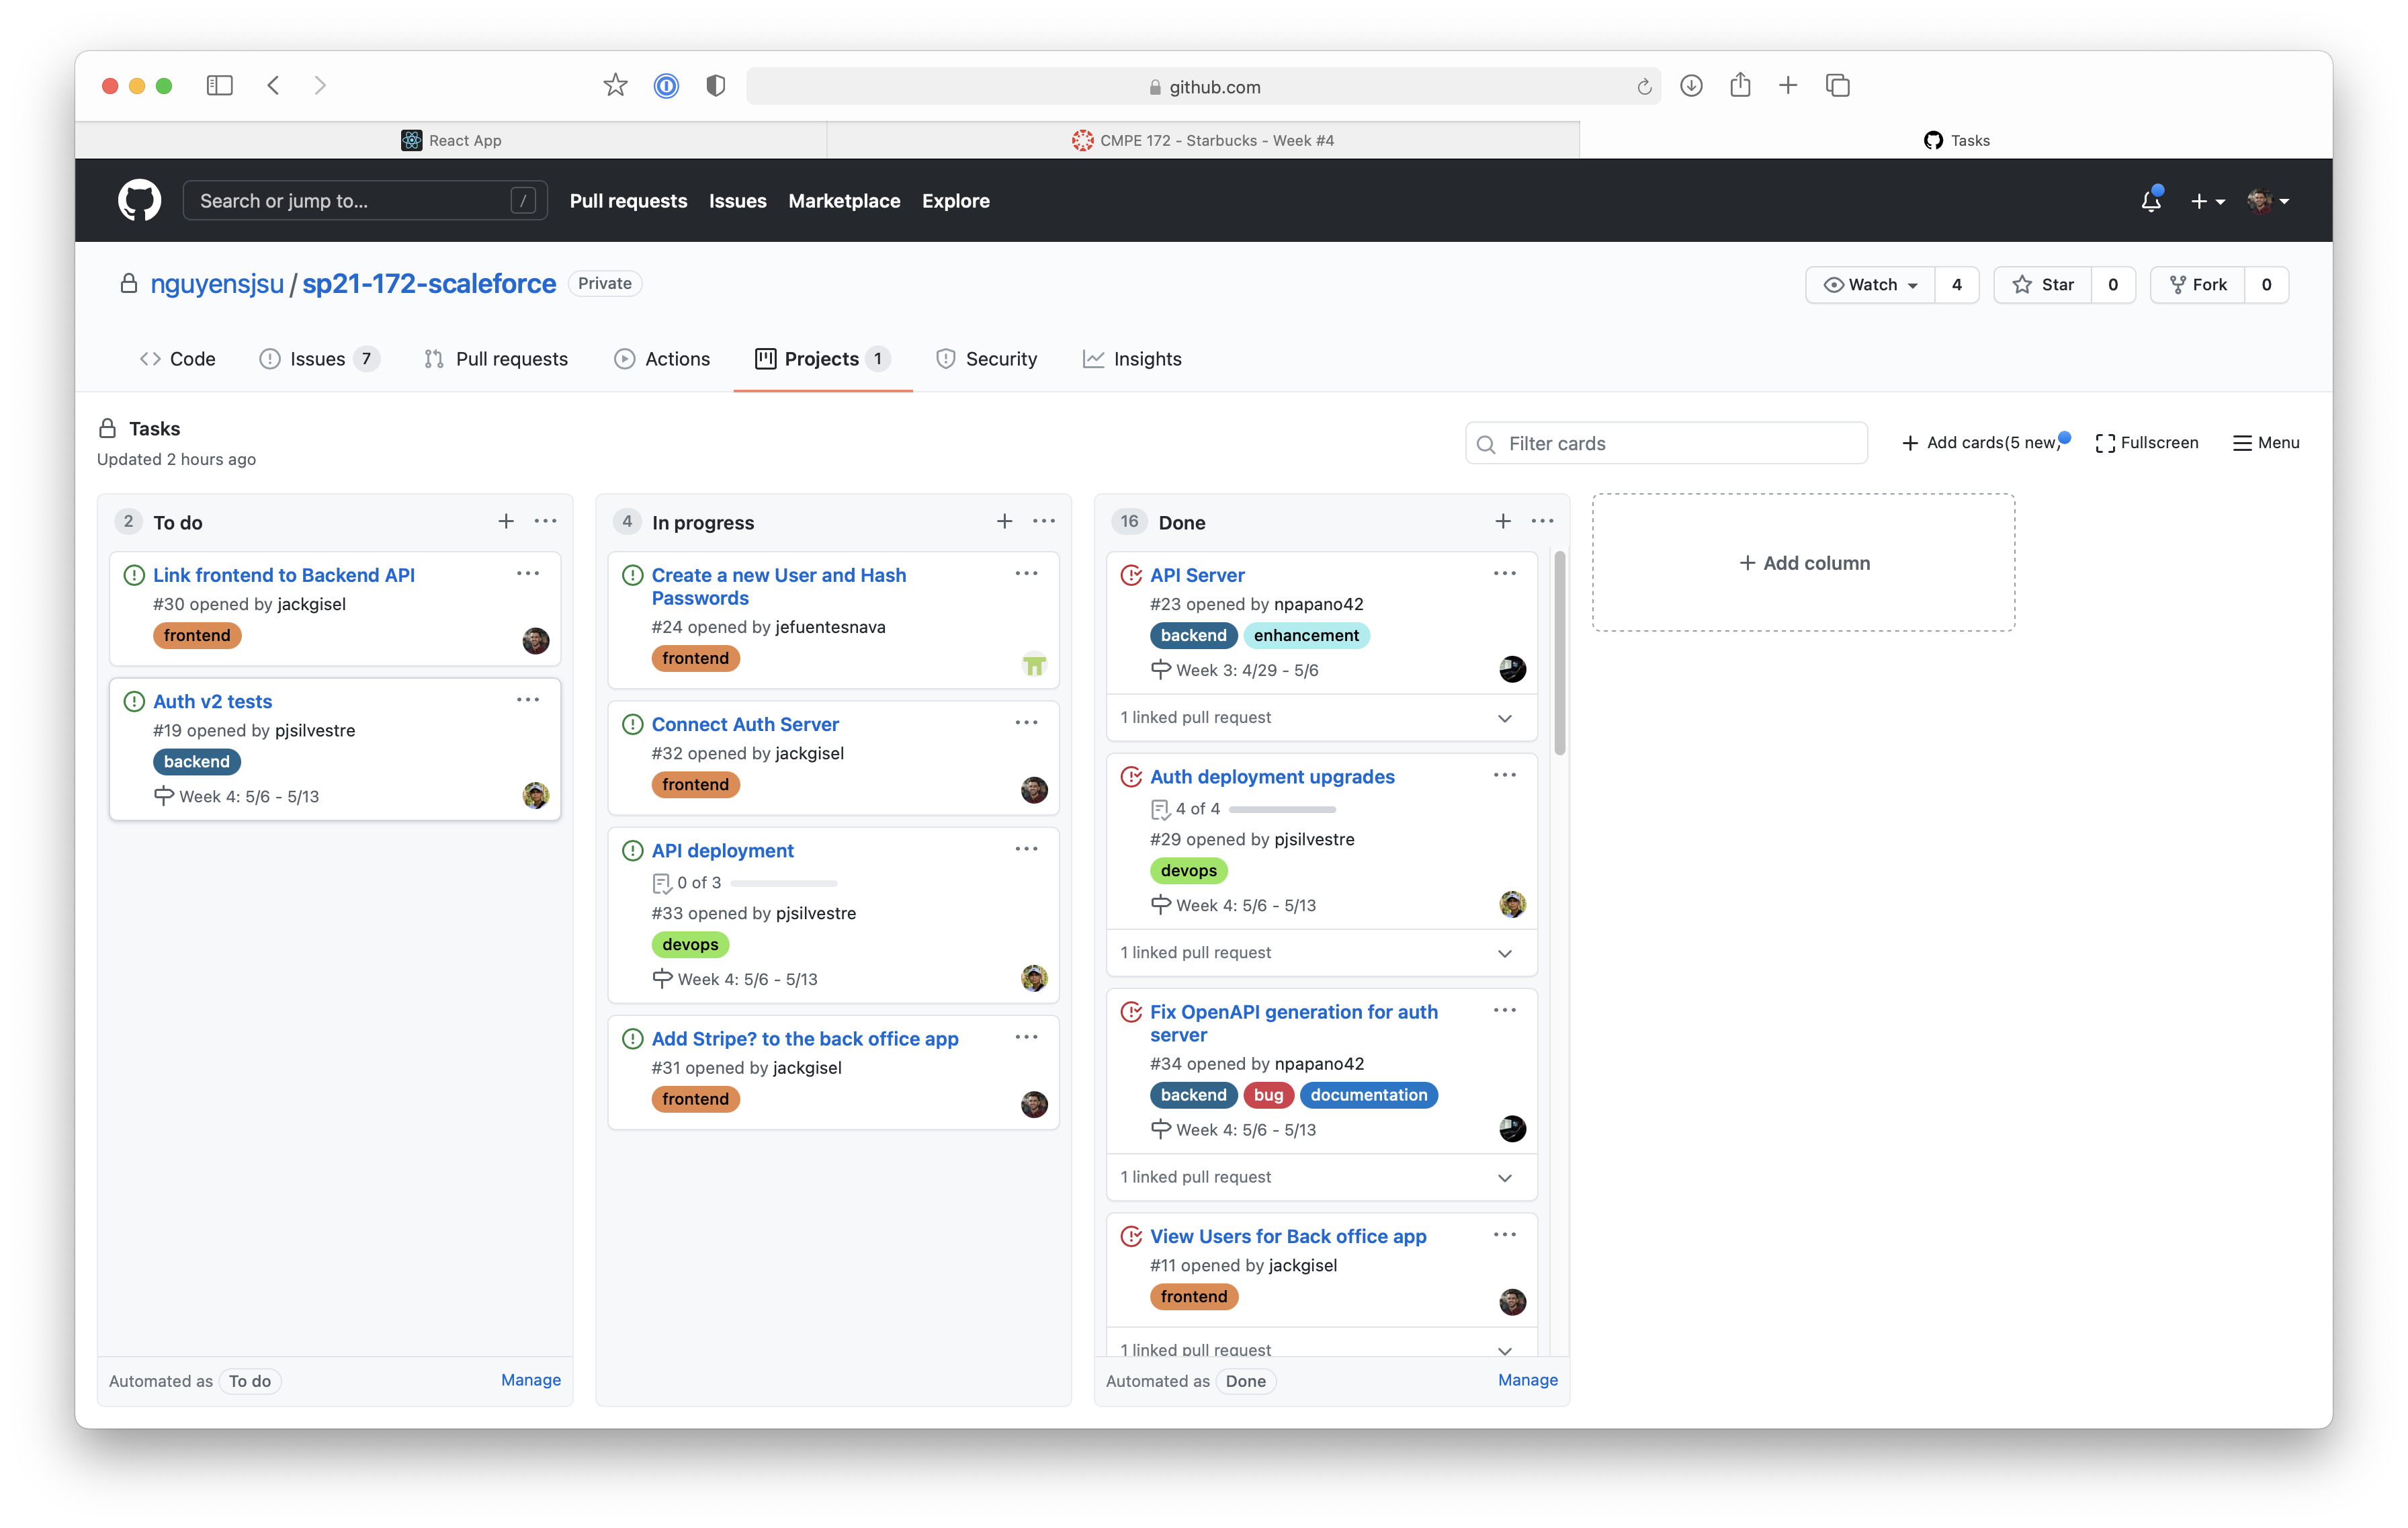 github.com
React App
CMPE 172 - Starbucks - Week #4
Tasks
Search or jump to...
/
Pull requests
Issues
Marketplace
Explore
nguyensjsu / sp21-172-scaleforce
Private
Watch
4
Star
0
Fork
0
Code
Issues 7
Pull requests
Actions
Projects 1
Security
Insights
Tasks
Updated 2 hours ago
Filter cards
Add cards(5 new)
Fullscreen
Menu
2 To do
Link frontend to Backend API
#30 opened by jackgisel
frontend
Auth v2 tests
#19 opened by pjsilvestre
backend
Week 4: 5/6 - 5/13
Automated as To do
Manage
4 In progress
Create a new User and Hash
Passwords
#24 opened by jefuentesnava
frontend
Connect Auth Server
#32 opened by jackgisel
frontend
API deployment
0 of 3
#33 opened by pjsilvestre
devops
Week 4: 5/6 - 5/13
Add Stripe? to the back office app
#31 opened by jackgisel
frontend
16 Done
API Server
#23 opened by npapano42
backend enhancement
Week 3: 4/29 - 5/6
1 linked pull request
Auth deployment upgrades
4 of 4
#29 opened by pjsilvestre
devops
Week 4: 5/6 - 5/13
1 linked pull request
Fix OpenAPI generation for auth
server
#34 opened by npapano42
backend bug documentation
Week 4: 5/6 - 5/13
1 linked pull request
View Users for Back office app
#11 opened by jackgisel
frontend
1 linked pull request
Automated as Done
Manage
Add column